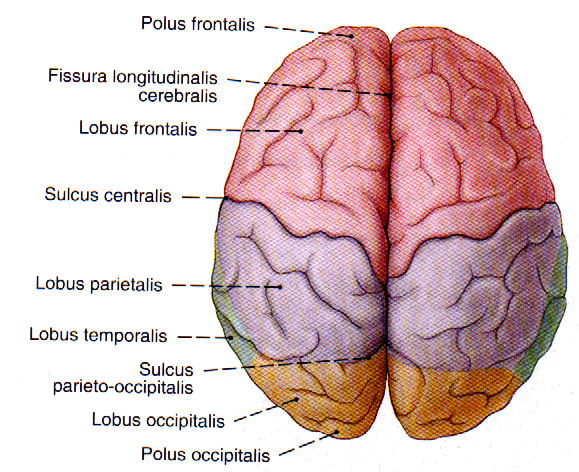 Polus frontalis
Fissura longitudinalis
cerebralis
Lobus frontalis
Sulcus centralis
Lobus parietalis
Lobus temporalis
Sulcus
parieto-occipitalis
Lobus occipitalis
Polus occipitalis